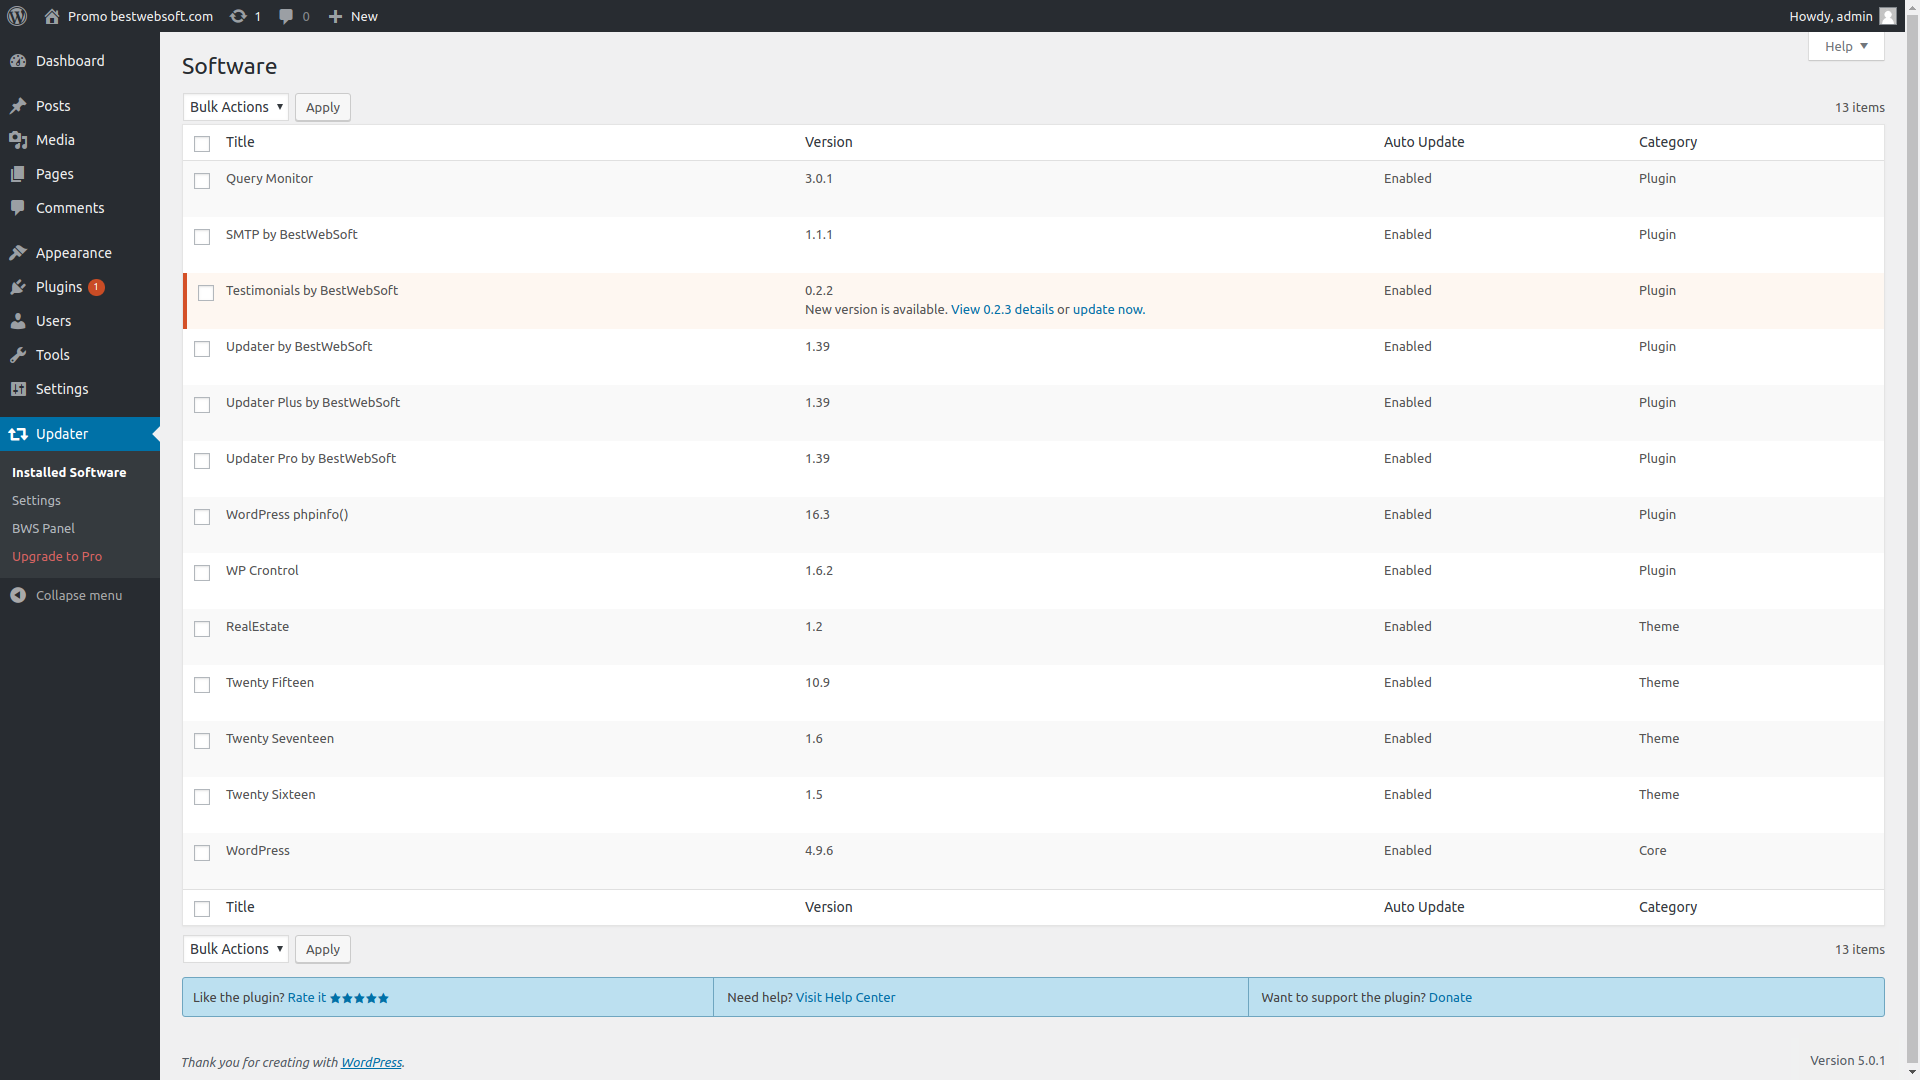 Promo bestwebsoft.com 1 0 New Howdy, admin
Help ▼
Dashboard
Posts
Media
Pages
Comments
Appearance
Plugins 1
Users
Tools
Settings
Updater
Installed Software
Settings
BWS Panel
Upgrade to Pro
Collapse menu
Software
Bulk Actions ▾ Apply 13 items
Title Version Auto Update Category
Query Monitor 3.0.1 Enabled Plugin
SMTP by BestWebSoft 1.1.1 Enabled Plugin
Testimonials by BestWebSoft 0.2.2 Enabled Plugin
New version is available. View 0.2.3 details or update now.
Updater by BestWebSoft 1.39 Enabled Plugin
Updater Plus by BestWebSoft 1.39 Enabled Plugin
Updater Pro by BestWebSoft 1.39 Enabled Plugin
WordPress phpinfo() 16.3 Enabled Plugin
WP Crontrol 1.6.2 Enabled Plugin
RealEstate 1.2 Enabled Theme
Twenty Fifteen 10.9 Enabled Theme
Twenty Seventeen 1.6 Enabled Theme
Twenty Sixteen 1.5 Enabled Theme
WordPress 4.9.6 Enabled Core
Title Version Auto Update Category
Bulk Actions ▾ Apply 13 items
Like the plugin? Rate it ★★★★★ Need help? Visit Help Center Want to support the plugin? Donate
Thank you for creating with WordPress. Version 5.0.1